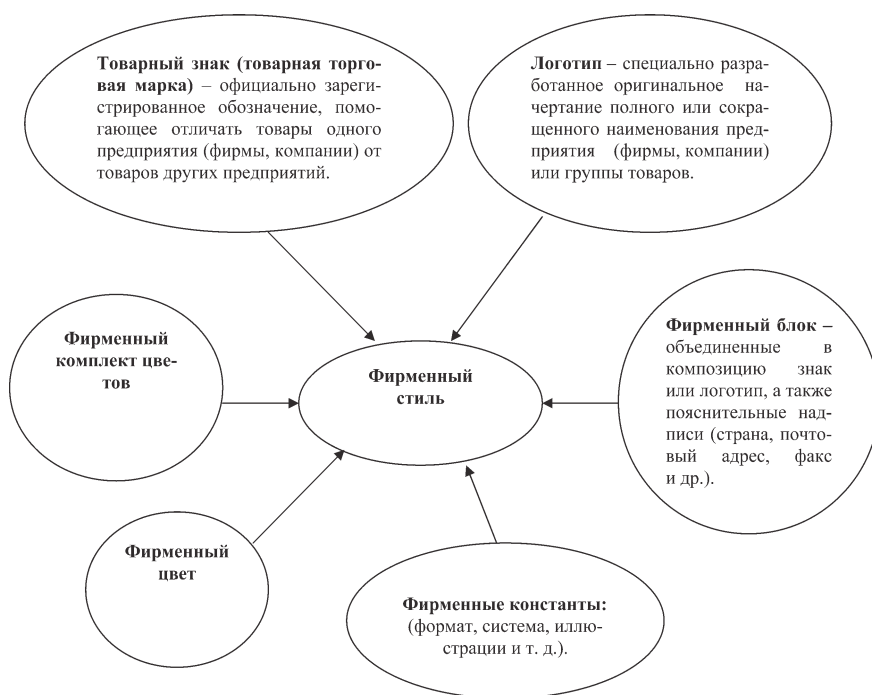 Товарный знак (товарная торго-
вая марка) – официально зареги-
стрированное обозначение, помо-
гающее отличать товары одного
предприятия (фирмы, компании) от
товаров других предприятий.
Логотип – специально разра-
ботанное оригинальное на-
чертание полного или сокра-
щенного наименования пред-
приятия (фирмы, компании)
или группы товаров.
Фирменный
комплект цве-
тов
Фирменный
стиль
Фирменный блок –
объединенные в
композицию знак
или логотип, а также
пояснительные над-
писи (страна, почто-
вый адрес, факс
и др.).
Фирменный
цвет
Фирменные константы:
(формат, система, иллю-
страции и т. д.).